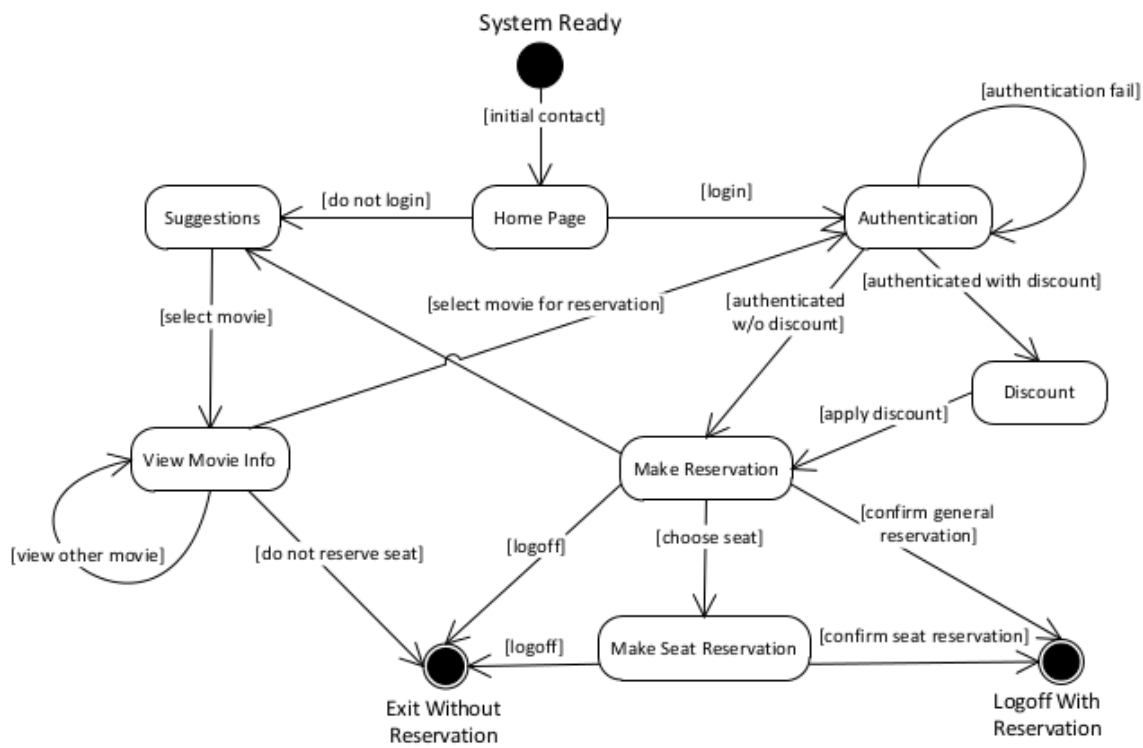 System Ready
[initial contact]
[authentication fail]
[do not login]
[login]
Suggestions
Home Page
Authentication
[select movie]
[select movie for reservation]
[authenticated
w/o discount]
[authenticated with discount]
Discount
[apply discount]
View Movie Info
Make Reservation
[view other movie]
[do not reserve seat]
[logoff]
[choose seat]
[confirm general
reservation]
[logoff]
Make Seat Reservation
[confirm seat reservation]
Exit Without
Reservation
Logoff With
Reservation